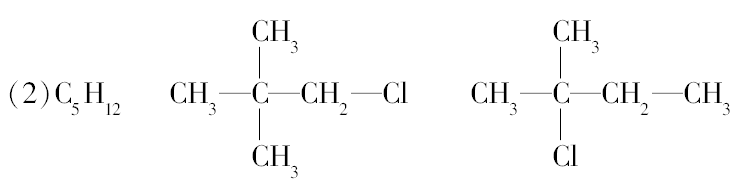 CH₃ CH₃
(2)C₅H₁₂ CH₃—C—CH₂—Cl CH₃—C—CH₂—CH₃
CH₃ Cl